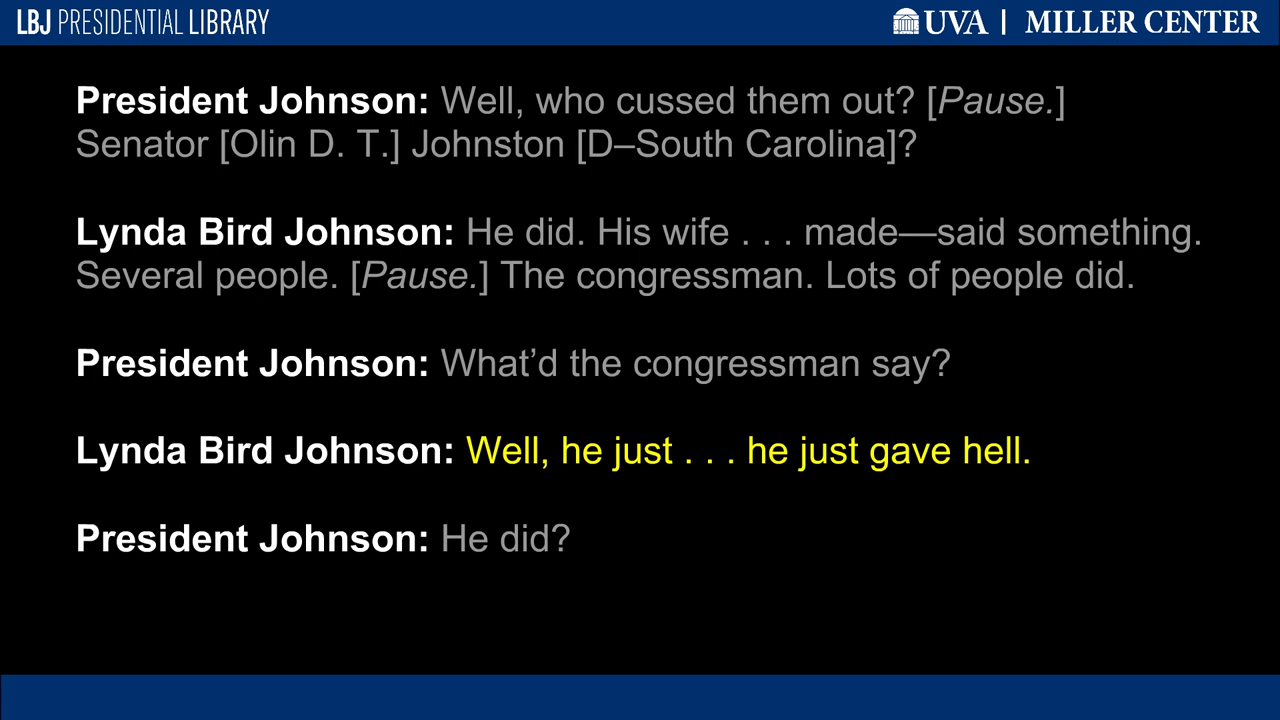 LBJ PRESIDENTIAL LIBRARY
UVA | MILLER CENTER
President Johnson: Well, who cussed them out? [Pause.]
Senator [Olin D. T.] Johnston [D–South Carolina]?
Lynda Bird Johnson: He did. His wife . . . made—said something.
Several people. [Pause.] The congressman. Lots of people did.
President Johnson: What’d the congressman say?
Lynda Bird Johnson: Well, he just . . . he just gave hell.
President Johnson: He did?